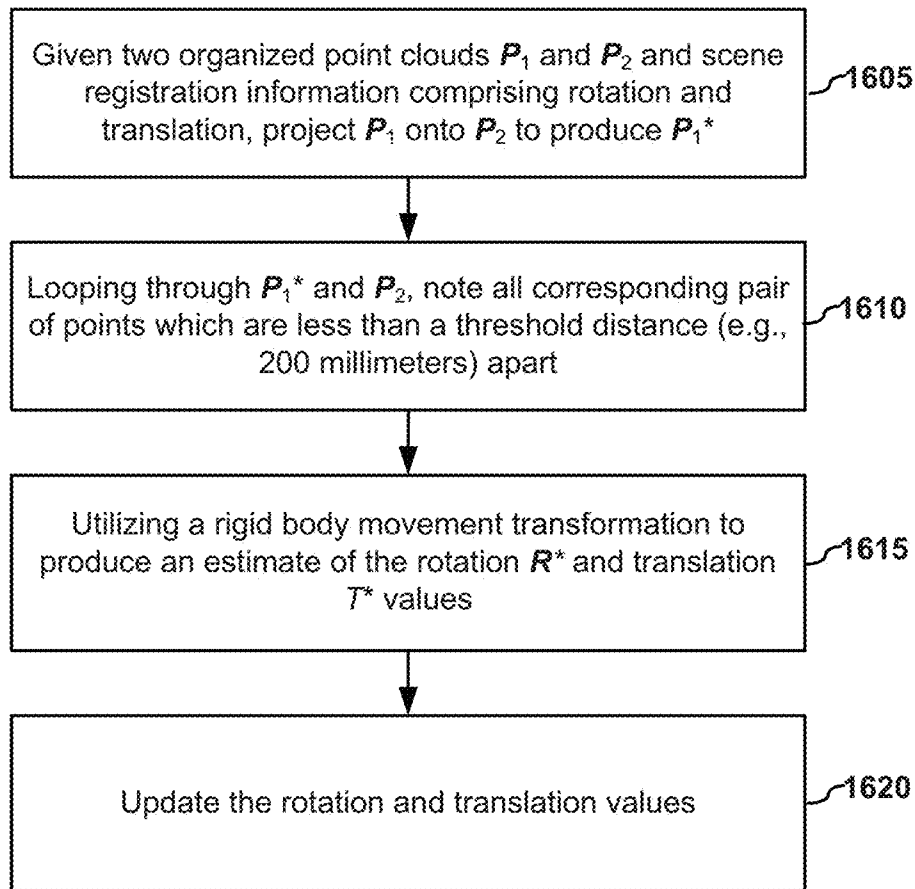 Given two organized point clouds P₁ and P₂ and scene
registration information comprising rotation and
translation, project P₁ onto P₂ to produce P₁*
1605
Looping through P₁* and P₂, note all corresponding pair
of points which are less than a threshold distance (e.g.,
200 millimeters) apart
1610
Utilizing a rigid body movement transformation to
produce an estimate of the rotation R* and translation
T* values
1615
Update the rotation and translation values
1620